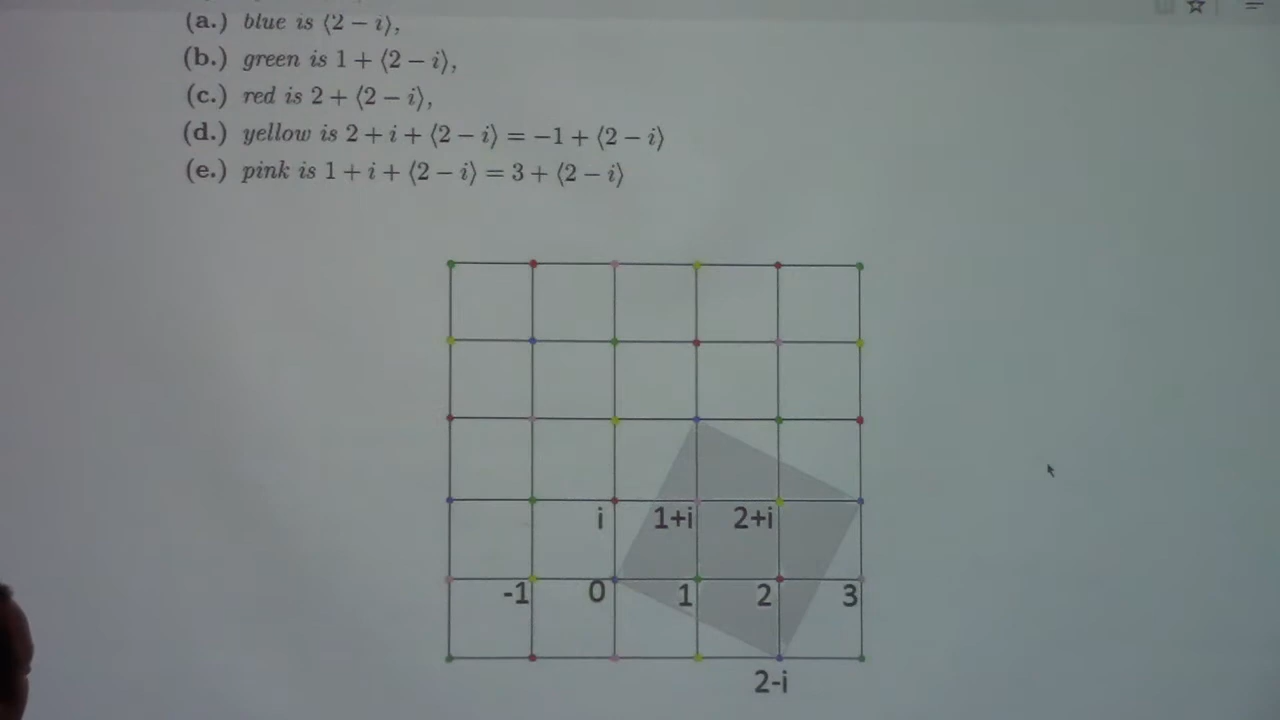 (a.) blue is ⟨2 − i⟩,
(b.) green is 1 + ⟨2 − i⟩,
(c.) red is 2 + ⟨2 − i⟩,
(d.) yellow is 2 + i + ⟨2 − i⟩ = −1 + ⟨2 − i⟩
(e.) pink is 1 + i + ⟨2 − i⟩ = 3 + ⟨2 − i⟩
i 1+i 2+i
-1 0 1 2 3
2-i